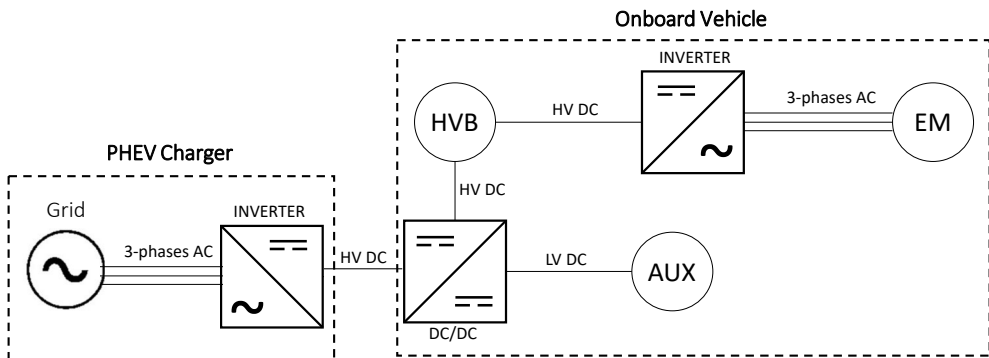 Onboard Vehicle
INVERTER
HVB
HV DC
3-phases AC
EM
PHEV Charger
HV DC
Grid
INVERTER
3-phases AC
HV DC
LV DC
AUX
DC/DC